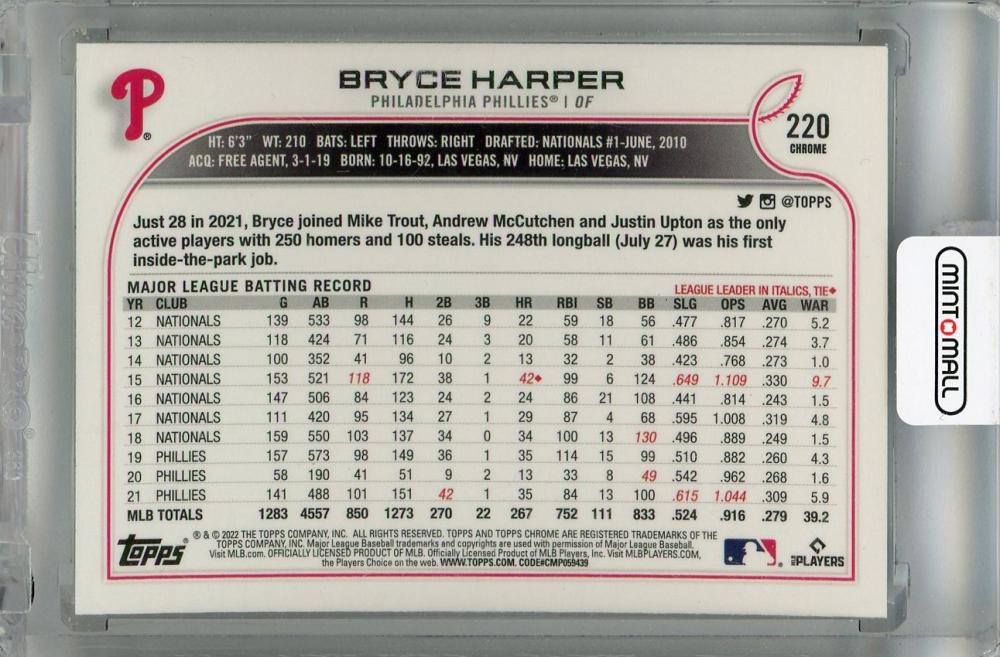 P®
BRYCE HARPER
PHILADELPHIA PHILLIES® | OF
220
CHROME
HT: 6'3" WT: 210 BATS: LEFT THROWS: RIGHT DRAFTED: NATIONALS #1-JUNE, 2010
ACQ: FREE AGENT, 3-1-19 BORN: 10-16-92, LAS VEGAS, NV HOME: LAS VEGAS, NV
@TOPPS
Just 28 in 2021, Bryce joined Mike Trout, Andrew McCutchen and Justin Upton as the only
active players with 250 homers and 100 steals. His 248th longball (July 27) was his first
inside-the-park job.
MAJOR LEAGUE BATTING RECORD LEAGUE LEADER IN ITALICS, TIE♦
YR CLUB G AB R H 2B 3B HR RBI SB BB SLG OPS AVG WAR
12 NATIONALS 139 533 98 144 26 9 22 59 18 56 .477 .817 .270 5.2
13 NATIONALS 118 424 71 116 24 3 20 58 11 61 .486 .854 .274 3.7
14 NATIONALS 100 352 41 96 10 2 13 32 2 38 .423 .768 .273 1.0
15 NATIONALS 153 521 118 172 38 1 42♦ 99 6 124 .649 1.109 .330 9.7
16 NATIONALS 147 506 84 123 24 2 24 86 21 108 .441 .814 .243 1.5
17 NATIONALS 111 420 95 134 27 1 29 87 4 68 .595 1.008 .319 4.8
18 NATIONALS 159 550 103 137 34 0 34 100 13 130 .496 .889 .249 1.5
19 PHILLIES 157 573 98 149 36 1 35 114 15 99 .510 .882 .260 4.3
20 PHILLIES 58 190 41 51 9 2 13 33 8 49 .542 .962 .268 1.6
21 PHILLIES 141 488 101 151 42 1 35 84 13 100 .615 1.044 .309 5.9
MLB TOTALS 1283 4557 850 1273 270 22 267 752 111 833 .524 .916 .279 39.2
TOPPS®
® & © 2022 THE TOPPS COMPANY, INC. ALL RIGHTS RESERVED. TOPPS AND TOPPS CHROME ARE REGISTERED TRADEMARKS OF THE
TOPPS COMPANY, INC. Major League Baseball trademarks and copyrights are used with permission of Major League Baseball.
Visit MLB.com. OFFICIALLY LICENSED PRODUCT OF MLB. Officially Licensed Product of MLB Players, Inc. Visit MLBPLAYERS.COM,
the Players Choice on the web. WWW.TOPPS.COM. CODE#CMP059439
PLAYERS
MINTOMALL